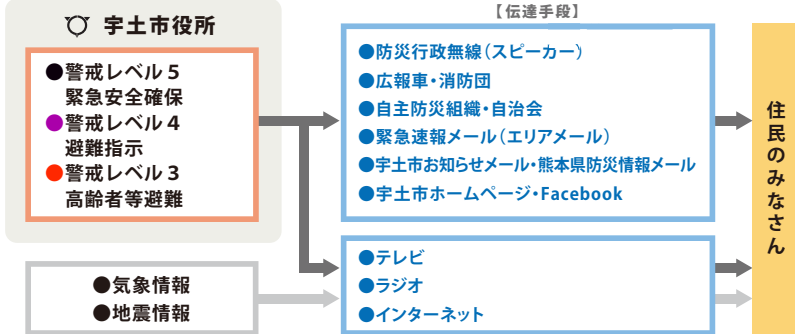 宇土市役所
●警戒レベル5
緊急安全確保
●警戒レベル4
避難指示
●警戒レベル3
高齢者等避難
●気象情報
●地震情報
【伝達手段】
●防災行政無線（スピーカー）
●広報車・消防団
●自主防災組織・自治会
●緊急速報メール（エリアメール）
●宇土市お知らせメール・熊本県防災情報メール
●宇土市ホームページ・Facebook
●テレビ
●ラジオ
●インターネット
住民のみなさん